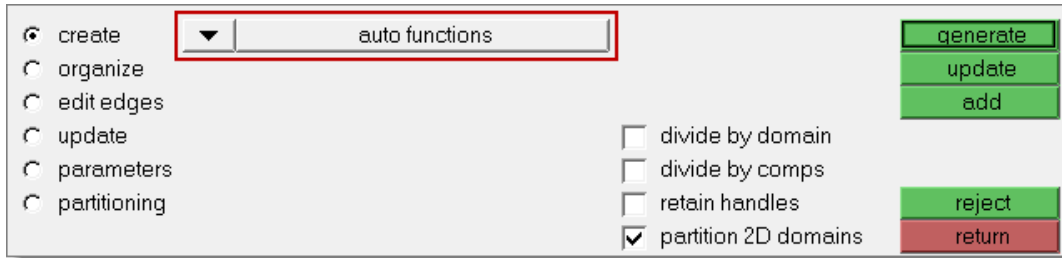 create auto functions generate
organize update
edit edges add
update divide by domain
parameters divide by comps
partitioning retain handles reject
partition 2D domains return